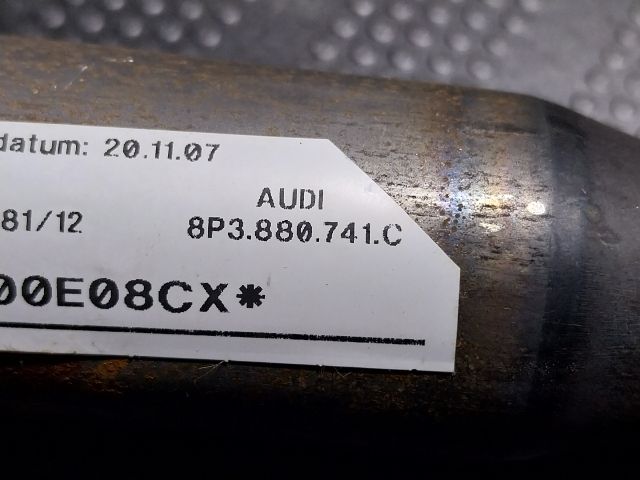 datum: 20.11.07
AUDI
81/12 8P3.880.741.C
00E08CX*